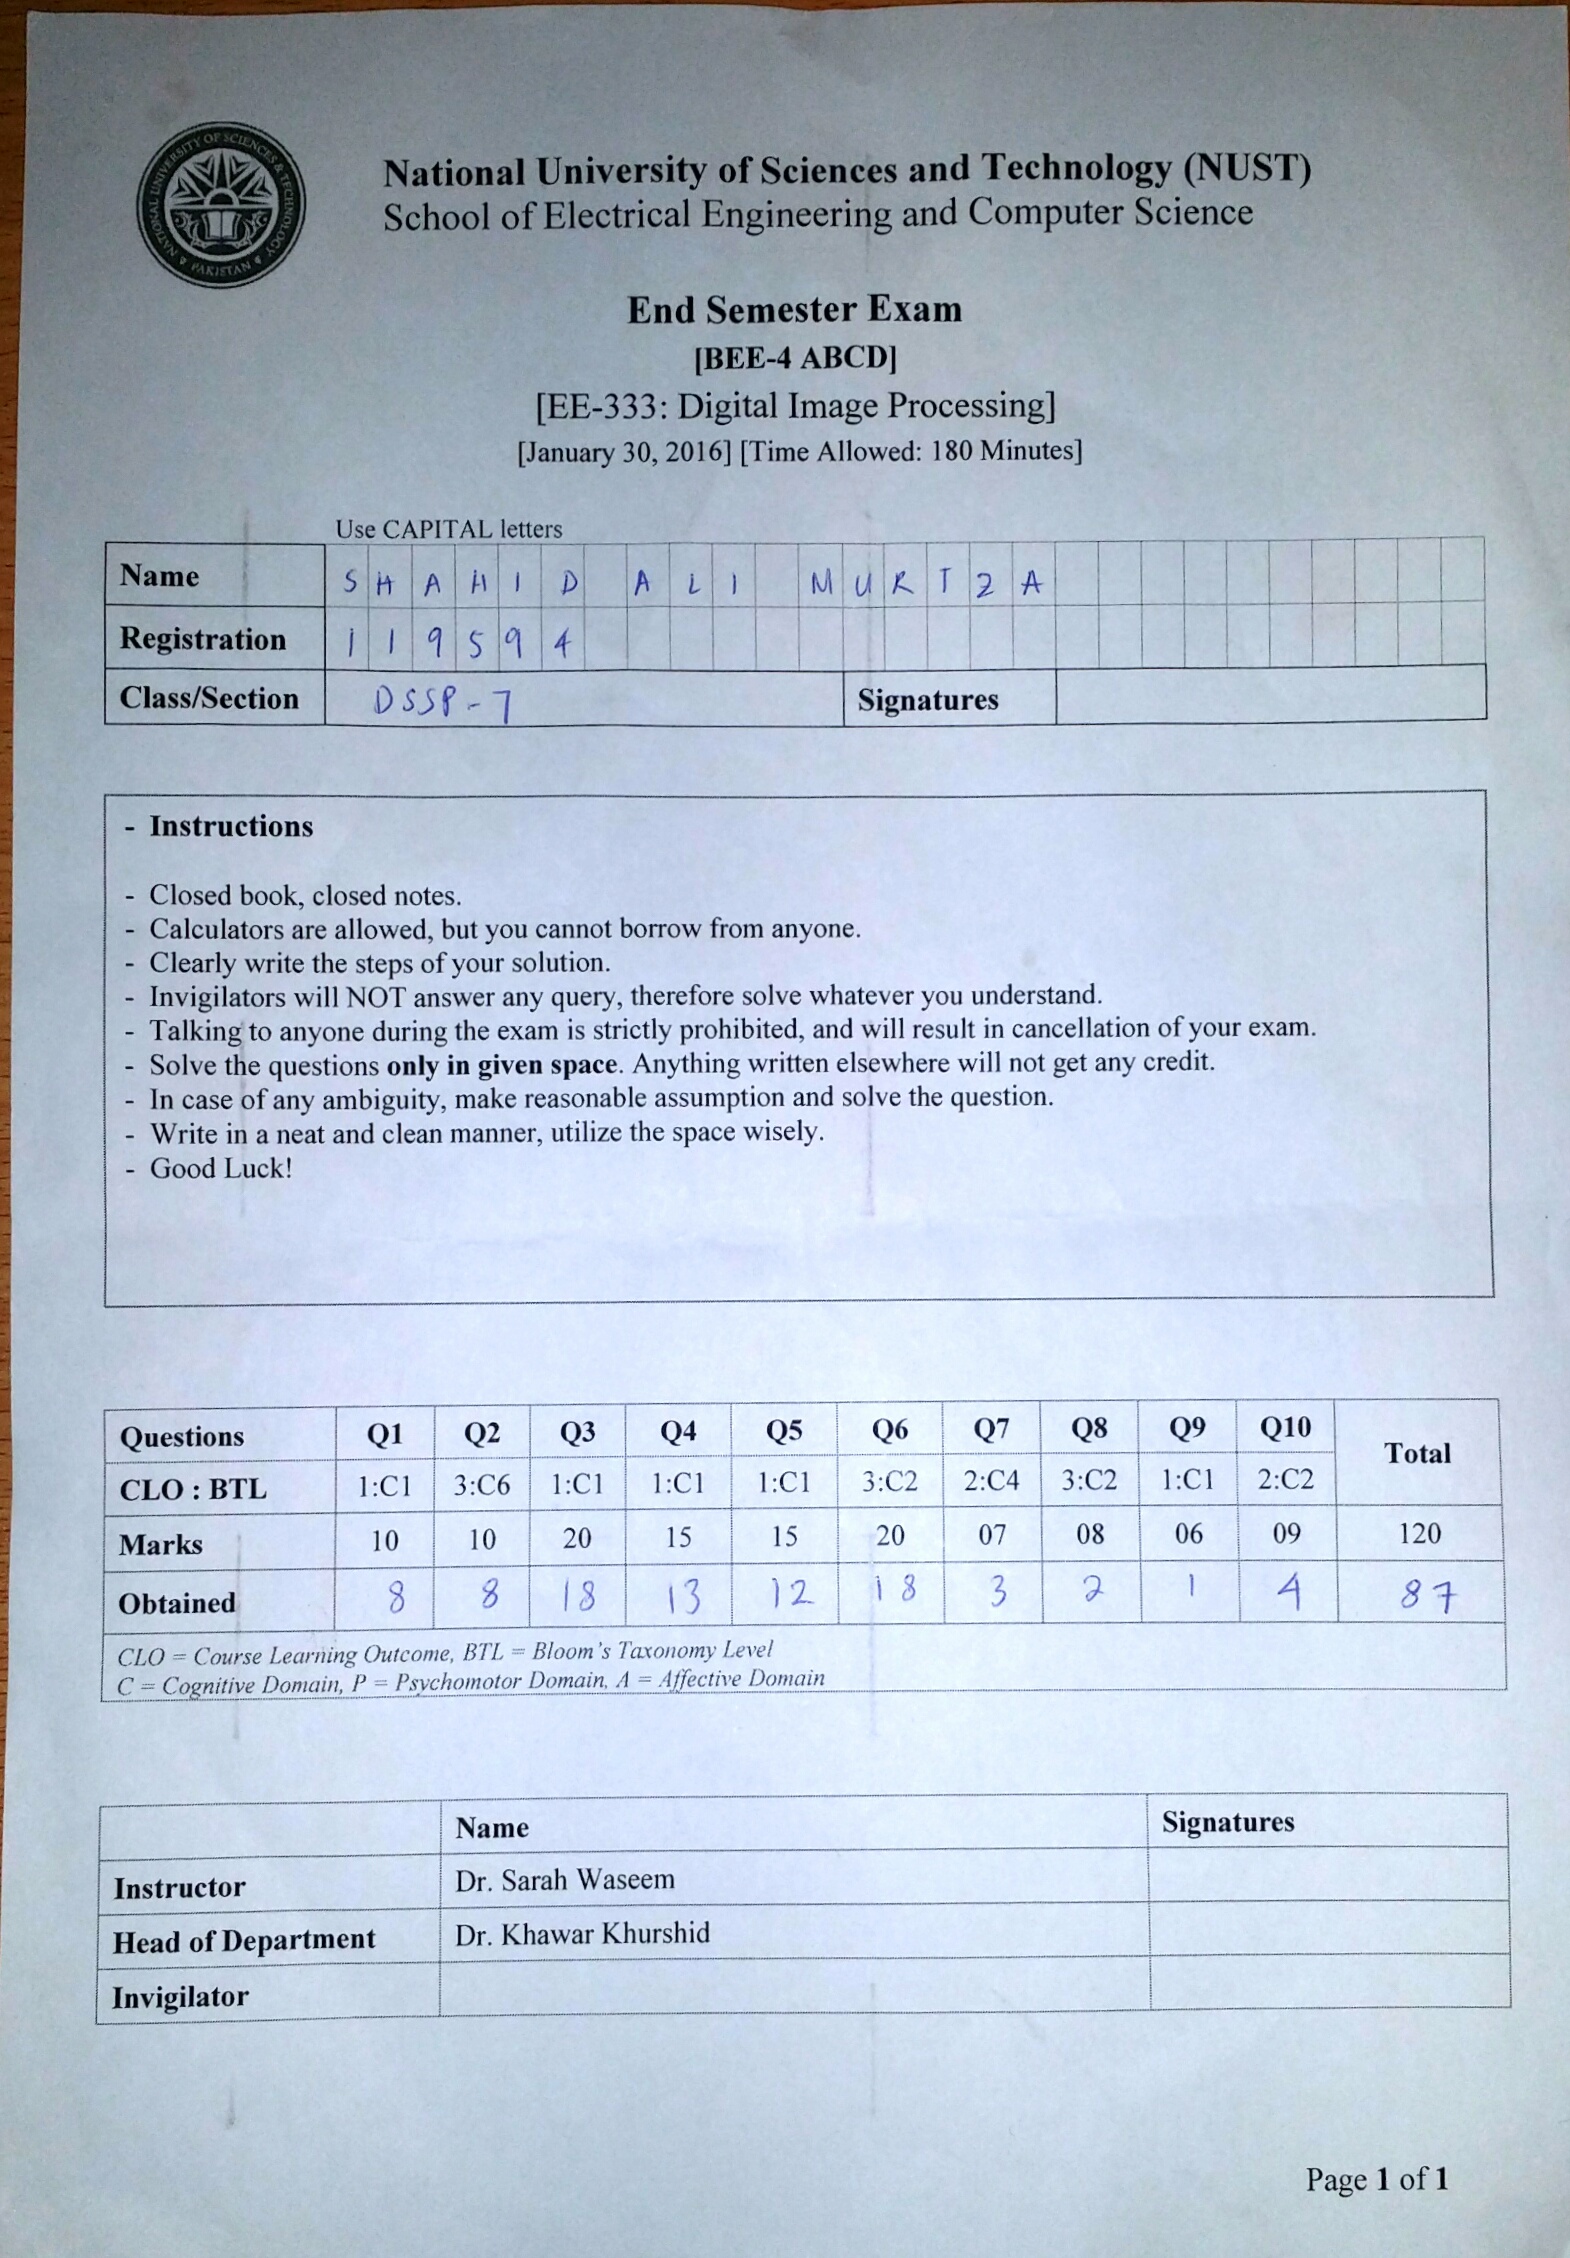 NATIONAL UNIVERSITY OF SCIENCES & TECHNOLOGY
PAKISTAN
National University of Sciences and Technology (NUST)
School of Electrical Engineering and Computer Science
End Semester Exam
[BEE-4 ABCD]
[EE-333: Digital Image Processing]
[January 30, 2016] [Time Allowed: 180 Minutes]
Use CAPITAL letters
Name SHAHID ALI MURTZA
Registration 119594
Class/Section DSSP-7 Signatures
- Instructions
- Closed book, closed notes.
- Calculators are allowed, but you cannot borrow from anyone.
- Clearly write the steps of your solution.
- Invigilators will NOT answer any query, therefore solve whatever you understand.
- Talking to anyone during the exam is strictly prohibited, and will result in cancellation of your exam.
- Solve the questions only in given space. Anything written elsewhere will not get any credit.
- In case of any ambiguity, make reasonable assumption and solve the question.
- Write in a neat and clean manner, utilize the space wisely.
- Good Luck!
Questions Q1 Q2 Q3 Q4 Q5 Q6 Q7 Q8 Q9 Q10 Total
CLO : BTL 1:C1 3:C6 1:C1 1:C1 1:C1 3:C2 2:C4 3:C2 1:C1 2:C2
Marks 10 10 20 15 15 20 07 08 06 09 120
Obtained 8 8 18 13 12 18 3 2 1 4 87
CLO = Course Learning Outcome, BTL = Bloom's Taxonomy Level
C = Cognitive Domain, P = Psychomotor Domain, A = Affective Domain
Name Signatures
Instructor Dr. Sarah Waseem
Head of Department Dr. Khawar Khurshid
Invigilator
Page 1 of 1